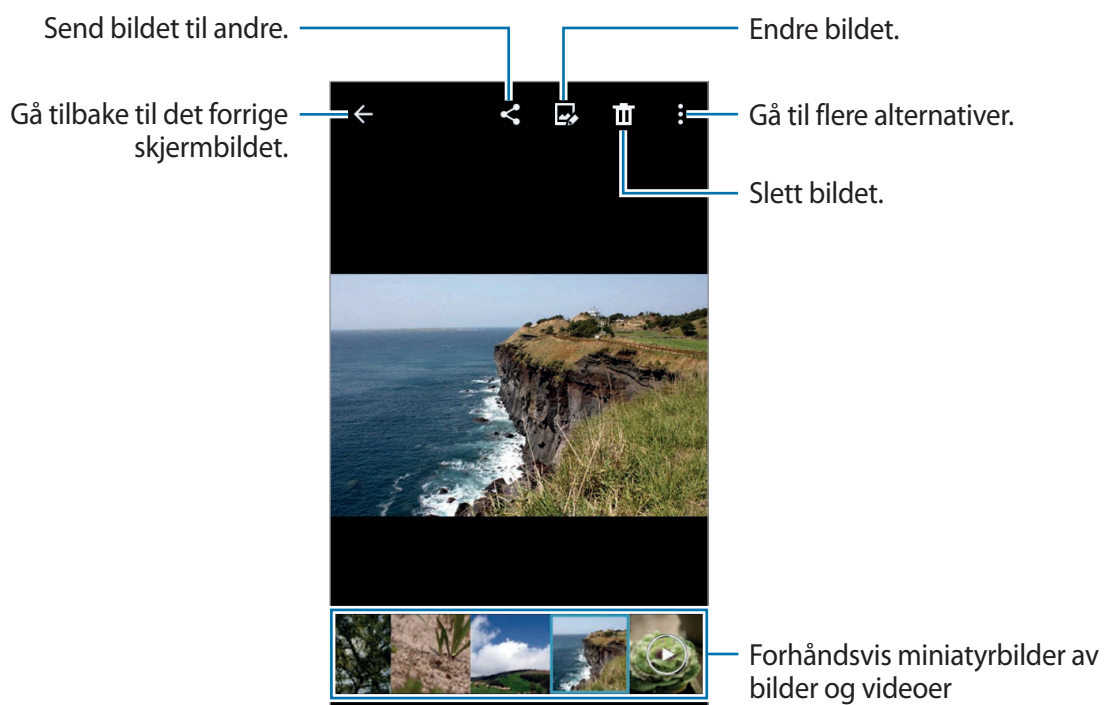 Send bildet til andre.
Endre bildet.
Gå tilbake til det forrige
skjermbildet.
Gå til flere alternativer.
Slett bildet.
Forhåndsvis miniatyrbilder av
bilder og videoer